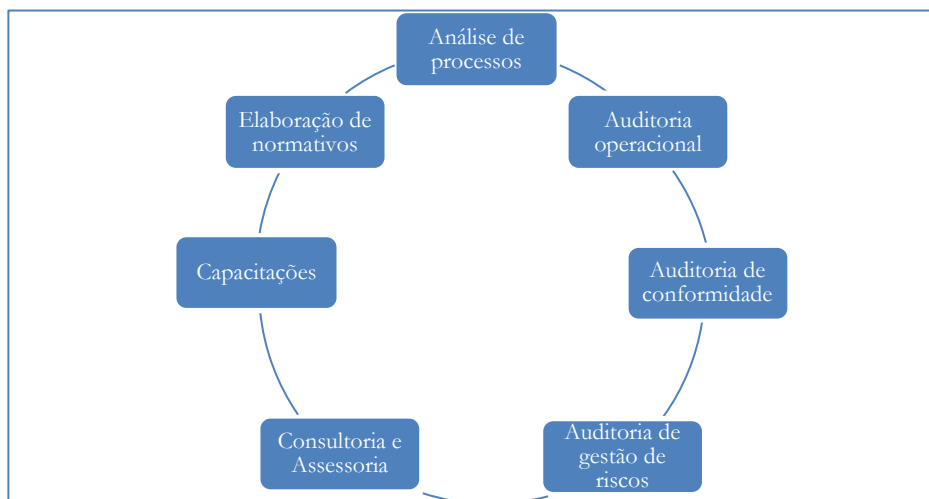 Análise de
processos
Auditoria
operacional
Auditoria de
conformidade
Auditoria de
gestão de
riscos
Consultoria e
Assessoria
Capacitações
Elaboração de
normativos